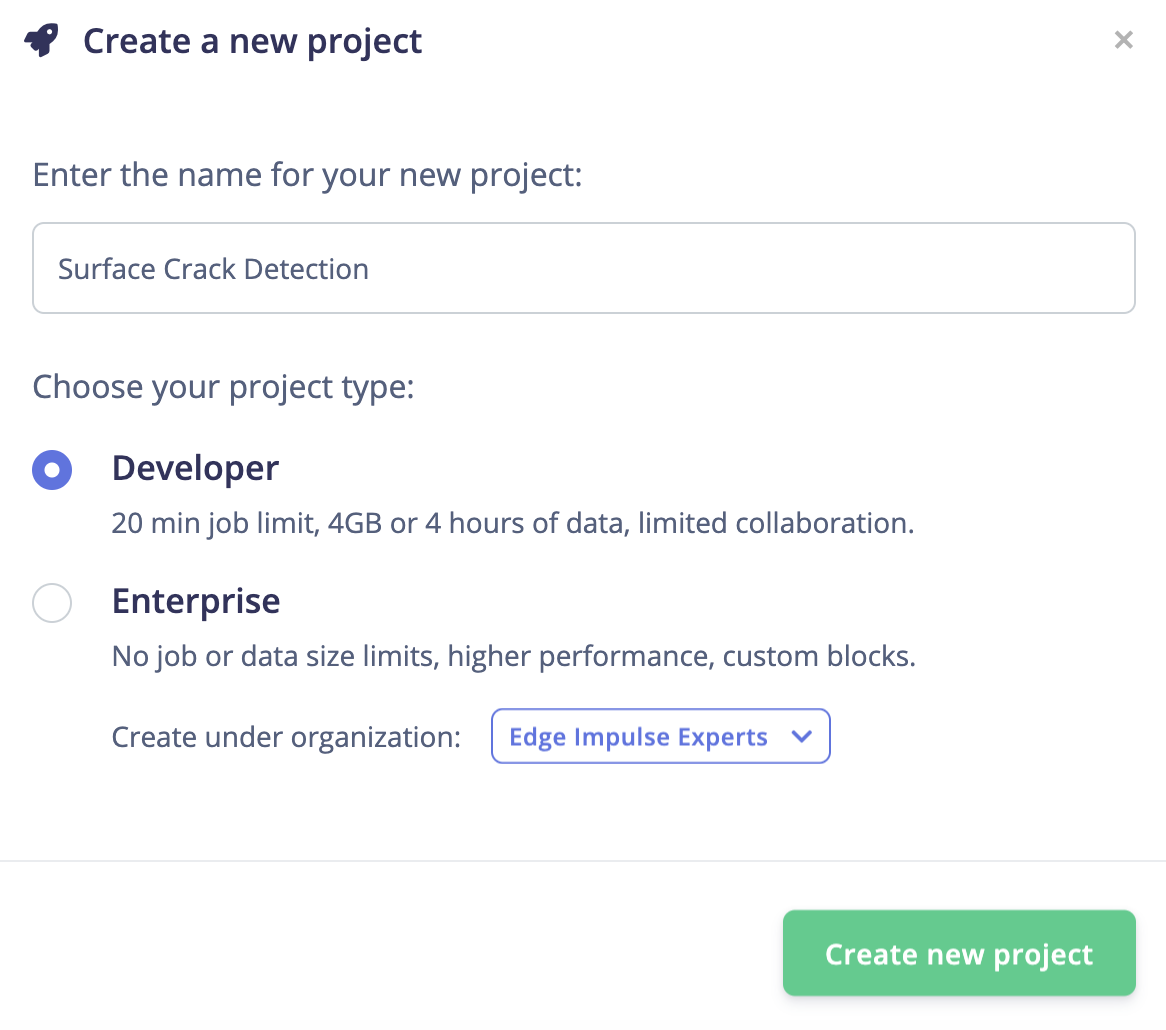 Create a new project
Enter the name for your new project:
Surface Crack Detection
Choose your project type:
Developer
20 min job limit, 4GB or 4 hours of data, limited collaboration.
Enterprise
No job or data size limits, higher performance, custom blocks.
Create under organization: Edge Impulse Experts
Create new project